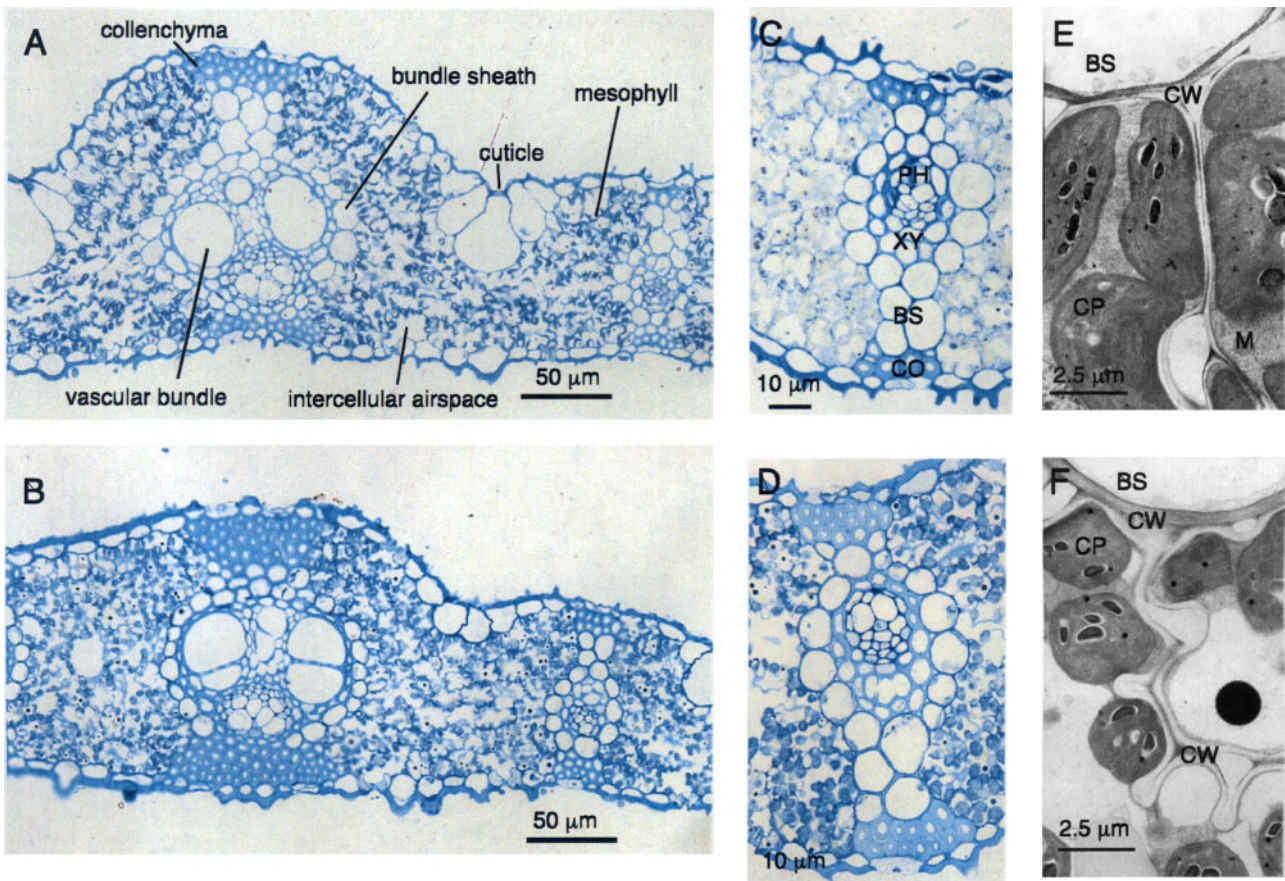 A
collenchyma
bundle sheath
mesophyll
cuticle
vascular bundle
intercellular airspace
50 μm
B
50 μm
C
PH
XY
BS
CO
10 μm
D
10 μm
E
BS
CW
CP
M
2.5 μm
F
BS
CW
CP
CW
2.5 μm